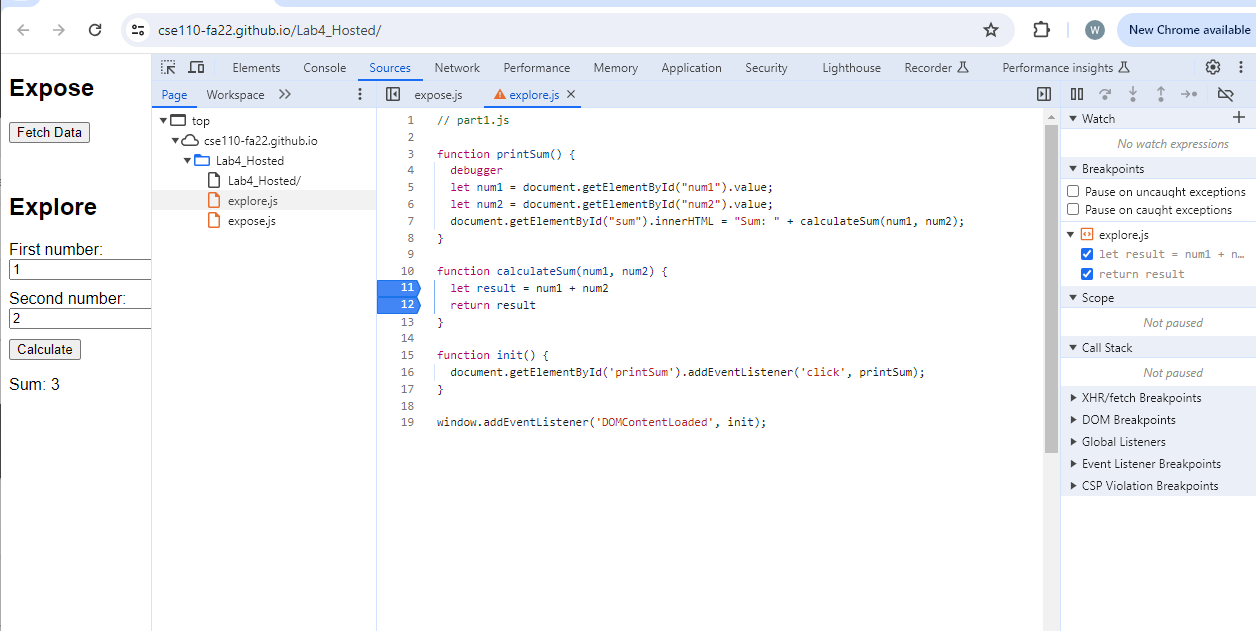 cse110-fa22.github.io/Lab4_Hosted/
W
New Chrome available
Expose
Fetch Data
Explore
First number:
1
Second number:
2
Calculate
Sum: 3
Elements Console Sources Network Performance Memory Application Security Lighthouse Recorder Performance insights
Page Workspace
top
cse110-fa22.github.io
Lab4_Hosted
Lab4_Hosted/
explore.js
expose.js
expose.js explore.js
1 // part1.js
2
3 function printSum() {
4 debugger
5 let num1 = document.getElementById("num1").value;
6 let num2 = document.getElementById("num2").value;
7 document.getElementById("sum").innerHTML = "Sum: " + calculateSum(num1, num2);
8 }
9
10 function calculateSum(num1, num2) {
11 let result = num1 + num2
12 return result
13 }
14
15 function init() {
16 document.getElementById('printSum').addEventListener('click', printSum);
17 }
18
19 window.addEventListener('DOMContentLoaded', init);
Watch
No watch expressions
Breakpoints
Pause on uncaught exceptions
Pause on caught exceptions
explore.js
let result = num1 + n…
return result
Scope
Not paused
Call Stack
Not paused
XHR/fetch Breakpoints
DOM Breakpoints
Global Listeners
Event Listener Breakpoints
CSP Violation Breakpoints